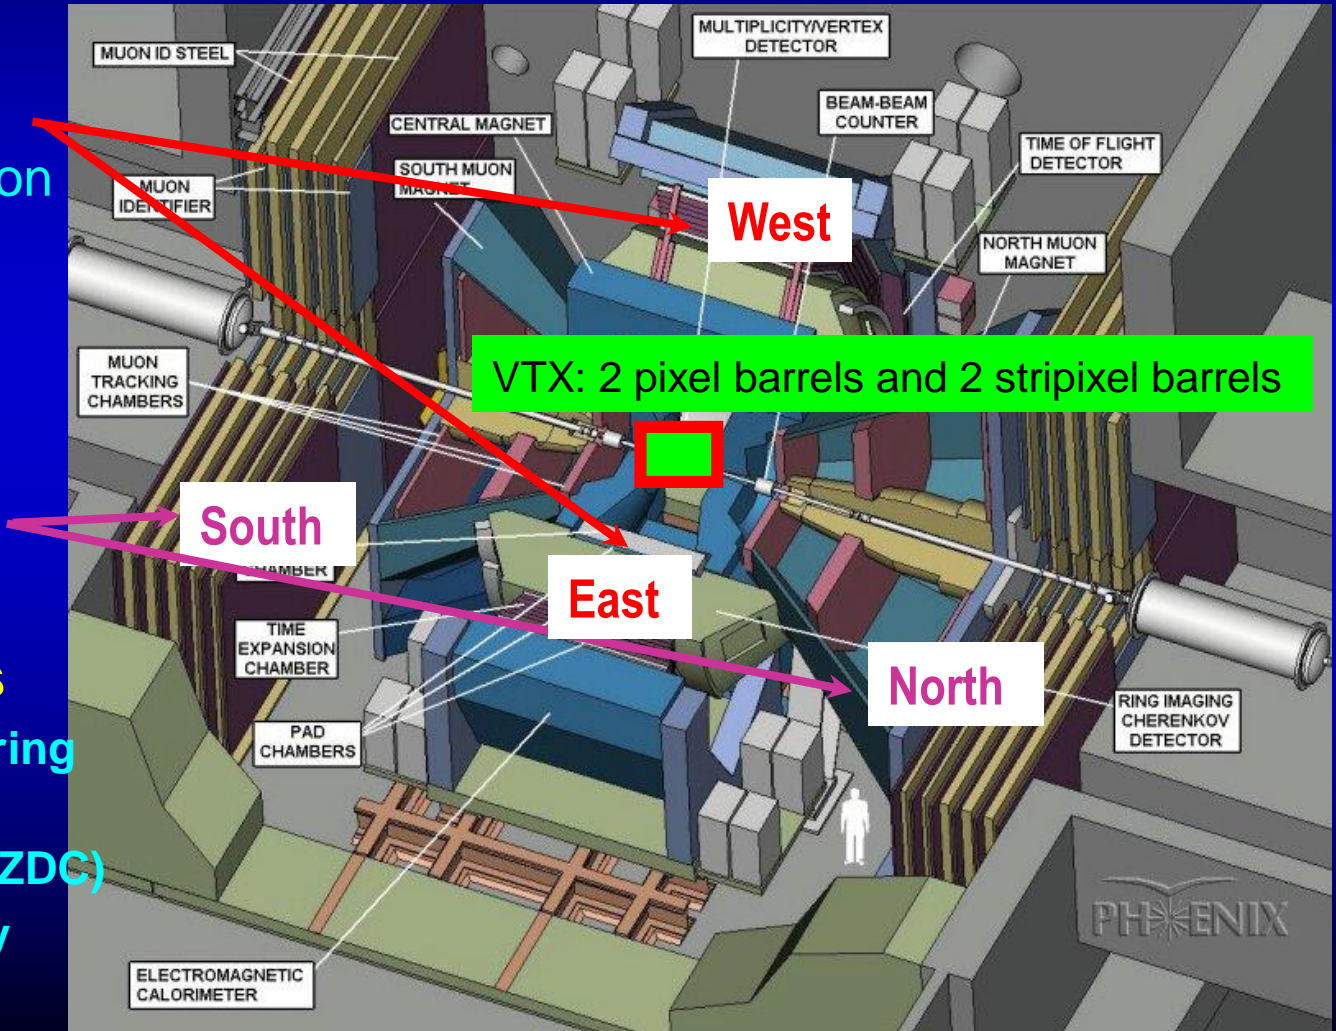 MULTIPLICITY/VERTEX
DETECTOR
MUON ID STEEL
BEAM-BEAM
COUNTER
CENTRAL MAGNET
TIME OF FLIGHT
DETECTOR
on
SOUTH MUON
MAGNET
MUON
IDENTIFIER
West
NORTH MUON
MAGNET
MUON
TRACKING
CHAMBERS
VTX: 2 pixel barrels and 2 stripixel barrels
South
CHAMBER
East
TIME
EXPANSION
CHAMBER
North
s
ring
RING IMAGING
CHERENKOV
DETECTOR
PAD
CHAMBERS
ZDC)
y
PHENIX
ELECTROMAGNETIC
CALORIMETER